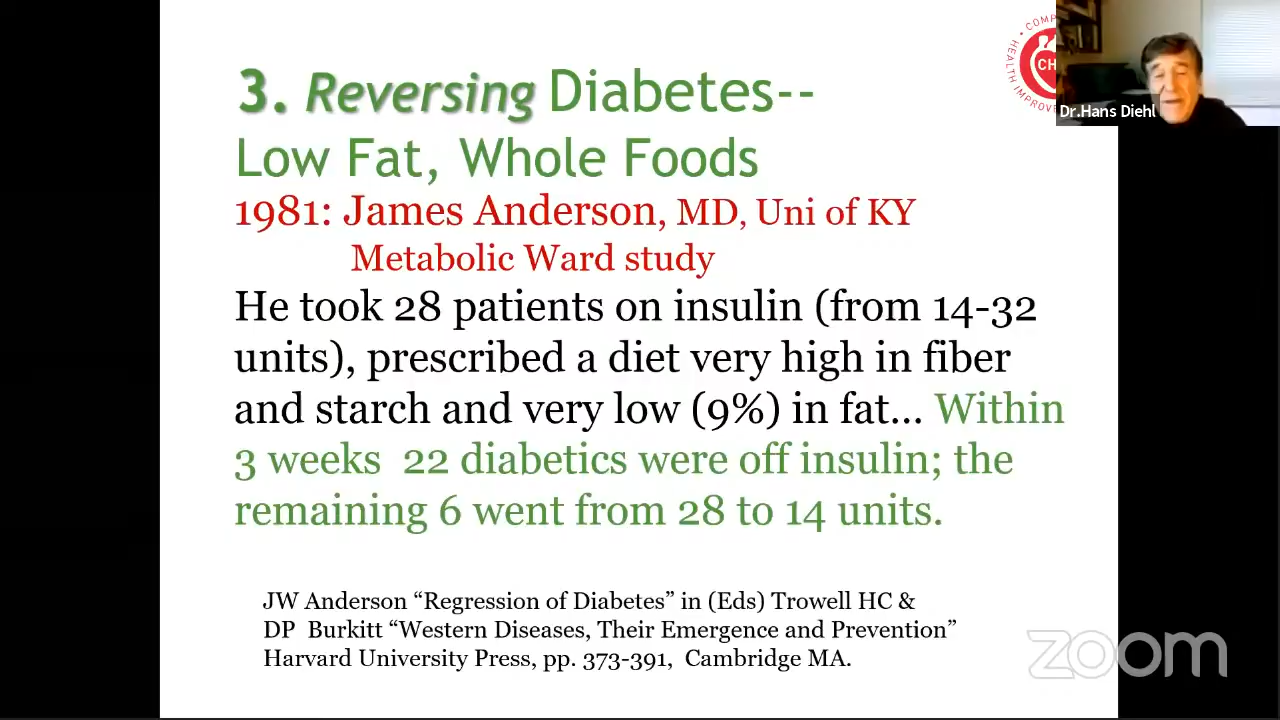 3. Reversing Diabetes--
Low Fat, Whole Foods
1981: James Anderson, MD, Uni of KY
Metabolic Ward study
He took 28 patients on insulin (from 14-32
units), prescribed a diet very high in fiber
and starch and very low (9%) in fat... Within
3 weeks 22 diabetics were off insulin; the
remaining 6 went from 28 to 14 units.
JW Anderson “Regression of Diabetes” in (Eds) Trowell HC &
DP Burkitt “Western Diseases, Their Emergence and Prevention”
Harvard University Press, pp. 373-391, Cambridge MA.
HEALTH
Dr.Hans Diehl
zoom